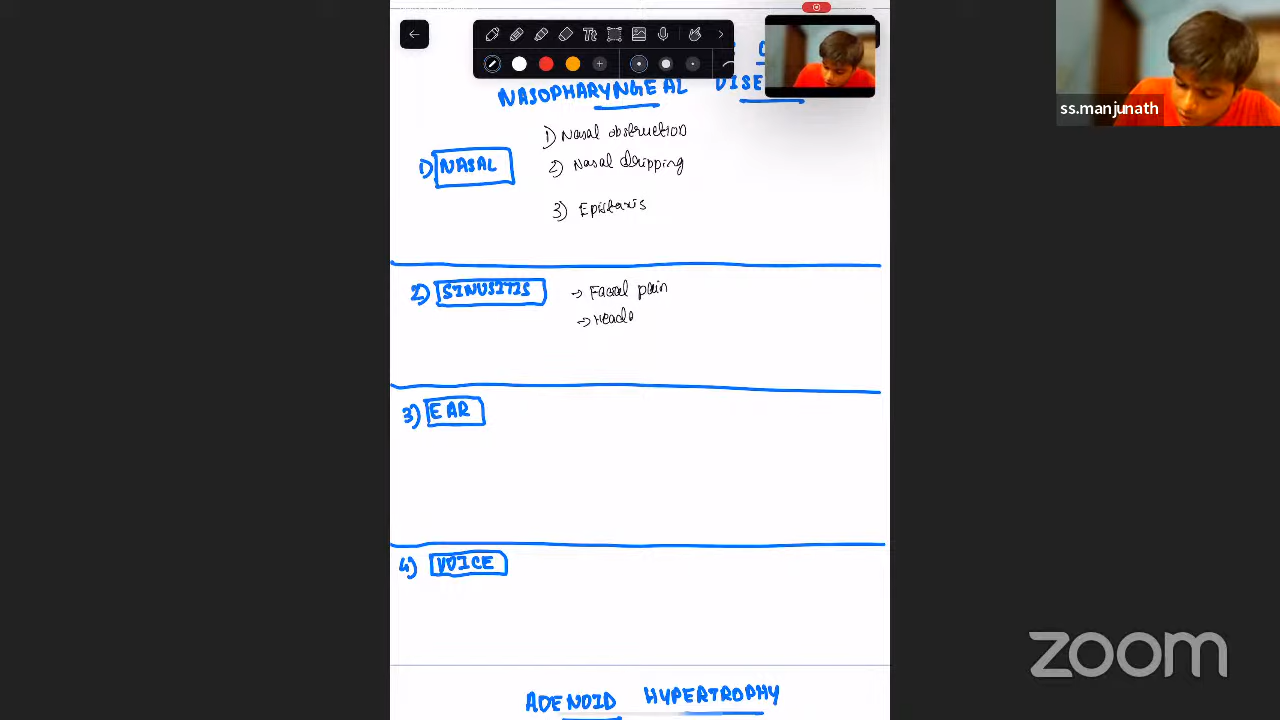 NASOPHARYNGEAL
ss.manjunath
1) NASAL
1) Nasal obstruction
2) Nasal dripping
3) Epistaxis
2) SINUSITIS
→ Facial pain
→ Head
3) EAR
4) VOICE
ADENOID HYPERTROPHY
zoom